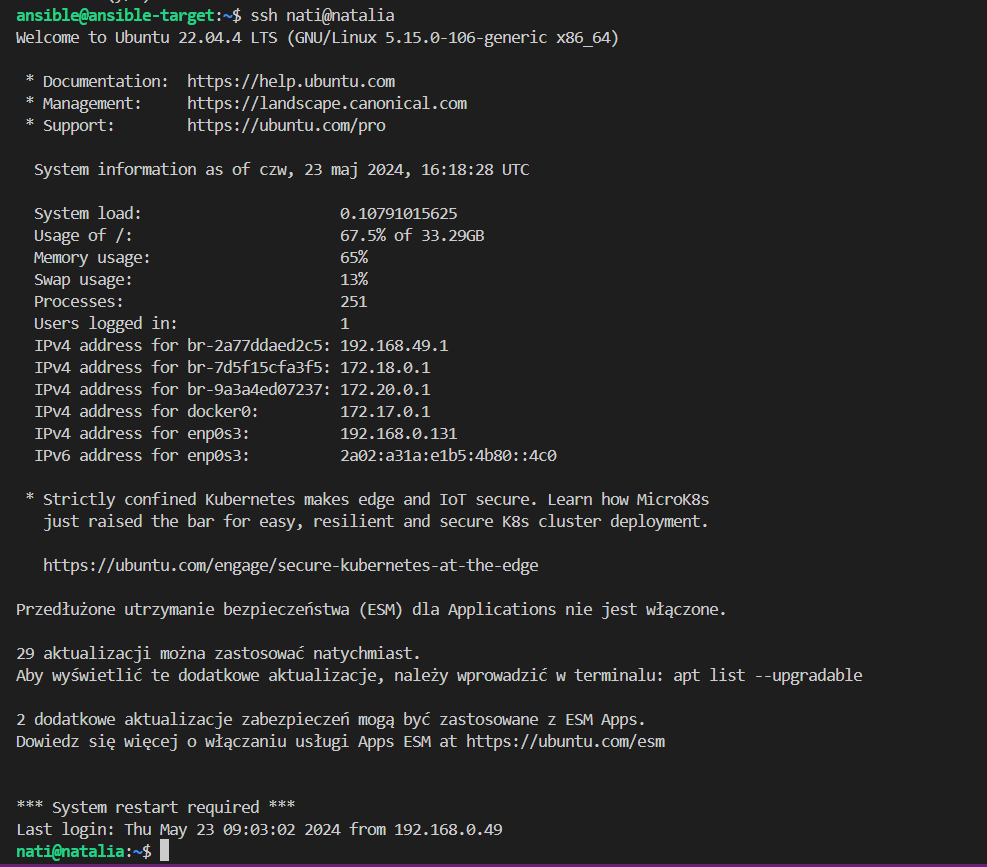 ansible@ansible-target:~$ ssh nati@natalia
Welcome to Ubuntu 22.04.4 LTS (GNU/Linux 5.15.0-106-generic x86_64)
* Documentation: https://help.ubuntu.com
* Management: https://landscape.canonical.com
* Support: https://ubuntu.com/pro
System information as of czw, 23 maj 2024, 16:18:28 UTC
System load: 0.10791015625
Usage of /: 67.5% of 33.29GB
Memory usage: 65%
Swap usage: 13%
Processes: 251
Users logged in: 1
IPv4 address for br-2a77ddaed2c5: 192.168.49.1
IPv4 address for br-7d5f15cfa3f5: 172.18.0.1
IPv4 address for br-9a3a4ed07237: 172.20.0.1
IPv4 address for docker0: 172.17.0.1
IPv4 address for enp0s3: 192.168.0.131
IPv6 address for enp0s3: 2a02:a31a:e1b5:4b80::4c0
* Strictly confined Kubernetes makes edge and IoT secure. Learn how MicroK8s
just raised the bar for easy, resilient and secure K8s cluster deployment.
https://ubuntu.com/engage/secure-kubernetes-at-the-edge
Przedłużone utrzymanie bezpieczeństwa (ESM) dla Applications nie jest włączone.
29 aktualizacji można zastosować natychmiast.
Aby wyświetlić te dodatkowe aktualizacje, należy wprowadzić w terminalu: apt list --upgradable
2 dodatkowe aktualizacje zabezpieczeń mogą być zastosowane z ESM Apps.
Dowiedz się więcej o włączaniu usługi Apps ESM at https://ubuntu.com/esm
*** System restart required ***
Last login: Thu May 23 09:03:02 2024 from 192.168.0.49
nati@natalia:~$